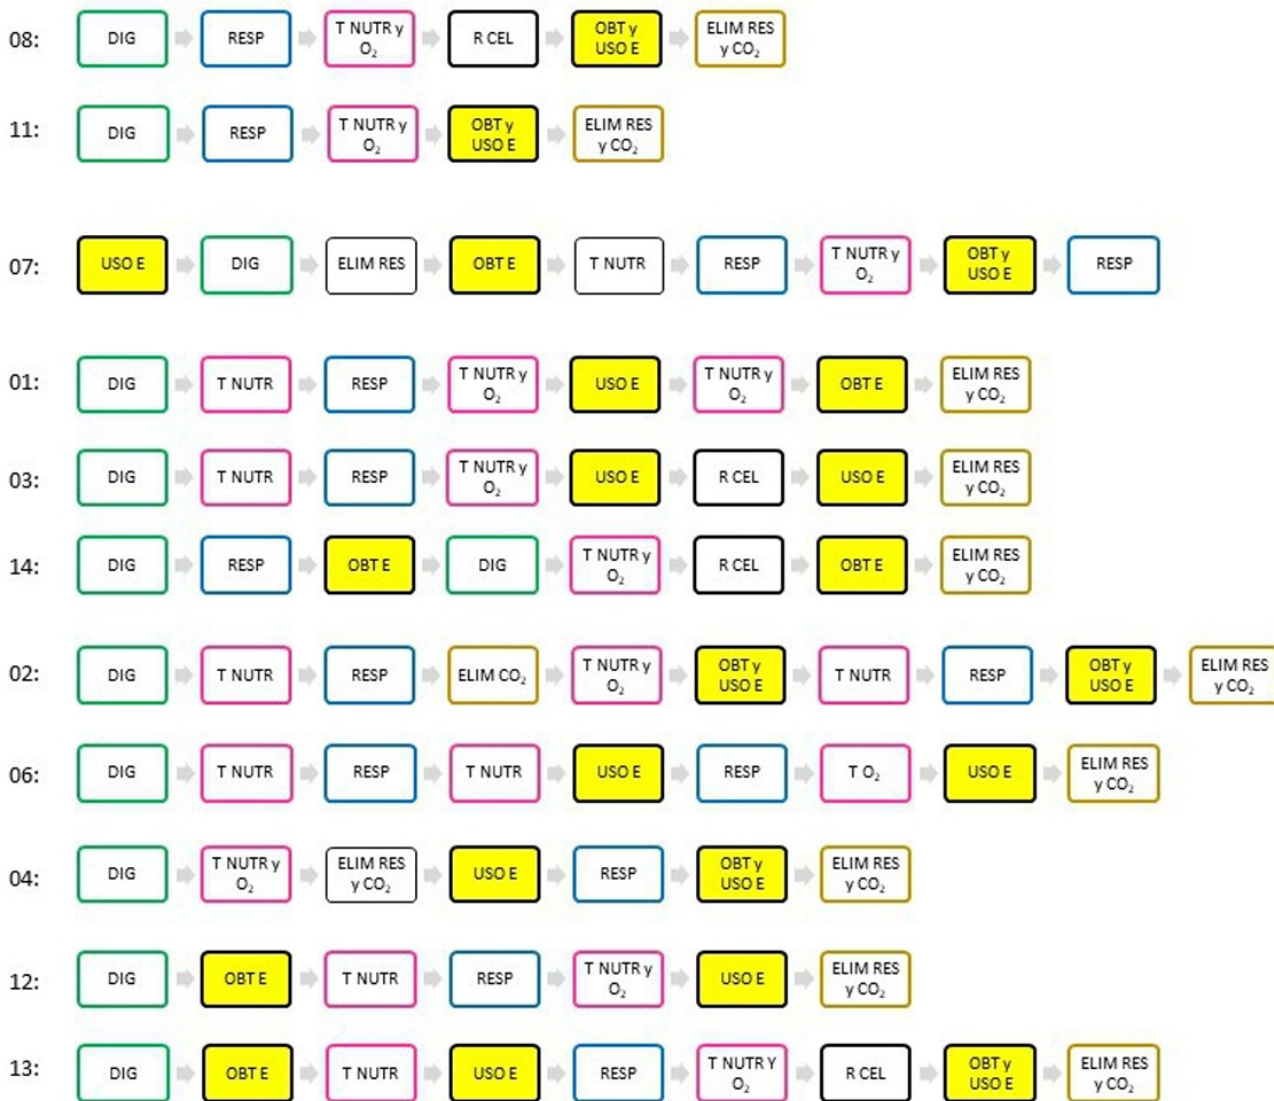 08: DIG RESP T NUTR y O₂ R CEL OBT y USO E ELIM RES y CO₂
11: DIG RESP T NUTR y O₂ OBT y USO E ELIM RES y CO₂
07: USO E DIG ELIM RES OBT E T NUTR RESP T NUTR y O₂ OBT y USO E RESP
01: DIG T NUTR RESP T NUTR y O₂ USO E T NUTR y O₂ OBT E ELIM RES y CO₂
03: DIG T NUTR RESP T NUTR y O₂ USO E R CEL USO E ELIM RES y CO₂
14: DIG RESP OBT E DIG T NUTR y O₂ R CEL OBT E ELIM RES y CO₂
02: DIG T NUTR RESP ELIM CO₂ T NUTR y O₂ OBT y USO E T NUTR RESP OBT y USO E ELIM RES y CO₂
06: DIG T NUTR RESP T NUTR USO E RESP T O₂ USO E ELIM RES y CO₂
04: DIG T NUTR y O₂ ELIM RES y CO₂ USO E RESP OBT y USO E ELIM RES y CO₂
12: DIG OBT E T NUTR RESP T NUTR y O₂ USO E ELIM RES y CO₂
13: DIG OBT E T NUTR USO E RESP T NUTR Y O₂ R CEL OBT y USO E ELIM RES y CO₂